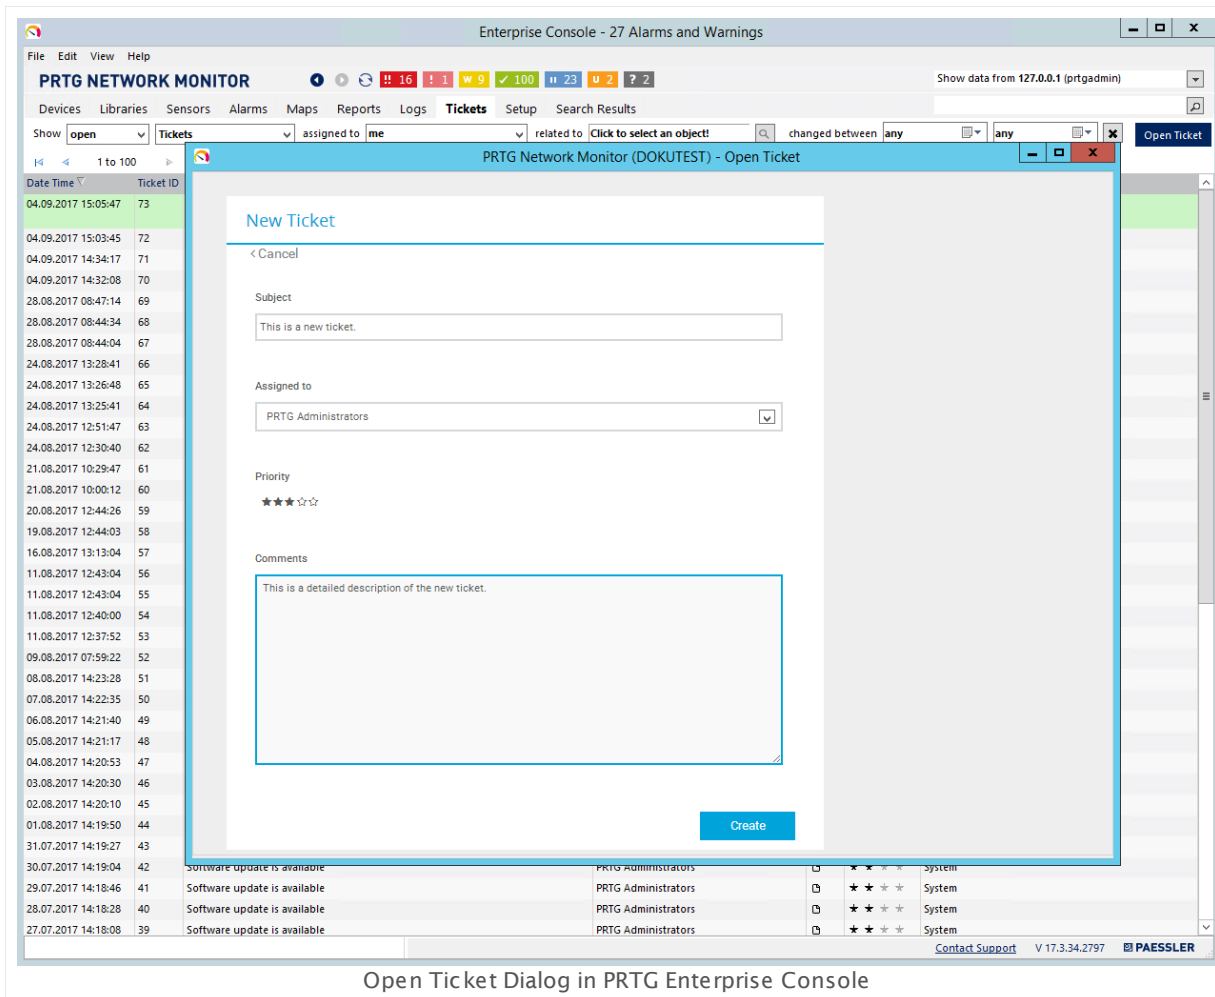 Enterprise Console - 27 Alarms and Warnings
File Edit View Help
PRTG NETWORK MONITOR !! 16 ! 1 W 9 100 II 23 U 2 ? 2 Show data from 127.0.0.1 (prtgadmin)
Devices Libraries Sensors Alarms Maps Reports Logs Tickets Setup Search Results
Show open Tickets assigned to me related to Click to select an object! changed between any any Open Ticket
1 to 100
PRTG Network Monitor (DOKUTEST) - Open Ticket
Date Time Ticket ID
04.09.2017 15:05:47 73
New Ticket
04.09.2017 15:03:45 72
< Cancel
04.09.2017 14:34:17 71
04.09.2017 14:32:08 70
Subject
28.08.2017 08:47:14 69
28.08.2017 08:44:34 68
This is a new ticket.
28.08.2017 08:44:04 67
24.08.2017 13:28:41 66
24.08.2017 13:26:48 65
Assigned to
24.08.2017 13:25:41 64
PRTG Administrators
24.08.2017 12:51:47 63
24.08.2017 12:30:40 62
21.08.2017 10:29:47 61
Priority
21.08.2017 10:00:12 60
20.08.2017 12:44:26 59
19.08.2017 12:44:03 58
16.08.2017 13:13:04 57
Comments
11.08.2017 12:43:04 56
This is a detailed description of the new ticket.
11.08.2017 12:43:04 55
11.08.2017 12:40:00 54
11.08.2017 12:37:52 53
09.08.2017 07:59:22 52
08.08.2017 14:23:28 51
07.08.2017 14:22:35 50
06.08.2017 14:21:40 49
05.08.2017 14:21:17 48
04.08.2017 14:20:53 47
03.08.2017 14:20:30 46
02.08.2017 14:20:10 45
01.08.2017 14:19:50 44
Create
31.07.2017 14:19:27 43
30.07.2017 14:19:04 42 Software update is available PRTG Administrators System
29.07.2017 14:18:46 41 Software update is available PRTG Administrators System
28.07.2017 14:18:28 40 Software update is available PRTG Administrators System
27.07.2017 14:18:08 39 Software update is available PRTG Administrators System
Contact Support V 17.3.34.2797 PAESSLER
Open Ticket Dialog in PRTG Enterprise Console